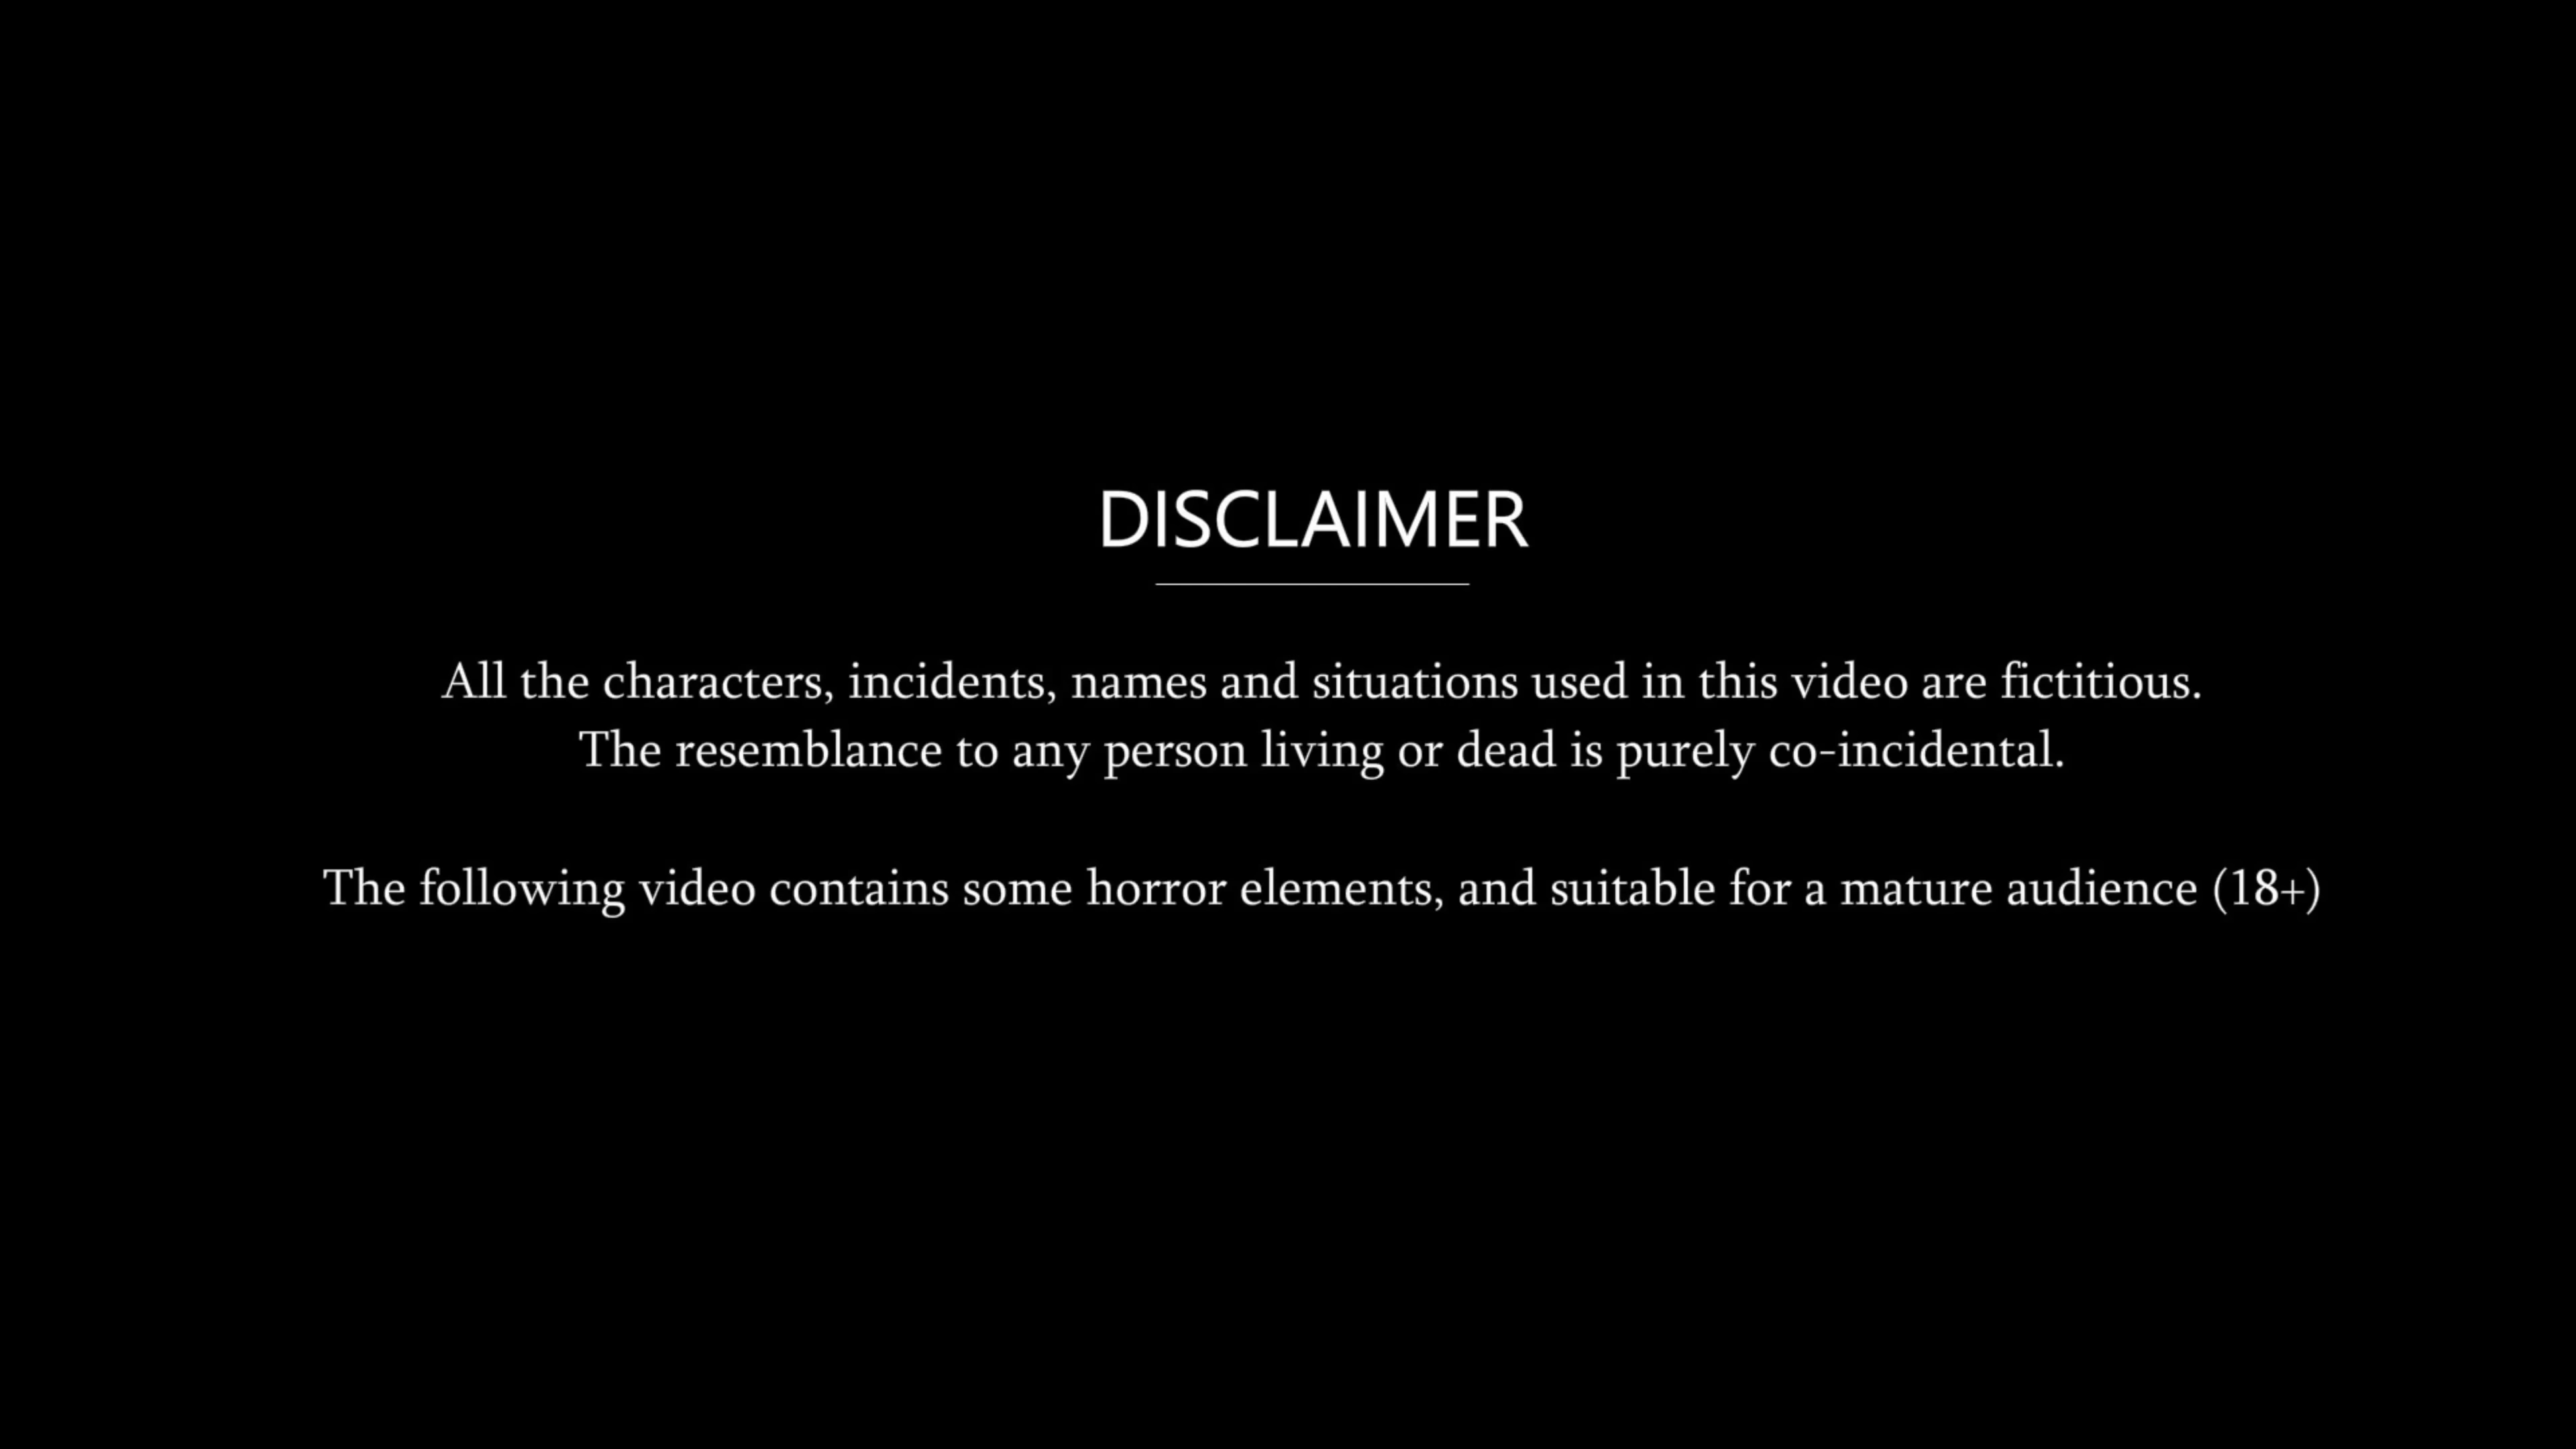 DISCLAIMER
All the characters, incidents, names and situations used in this video are fictitious.
The resemblance to any person living or dead is purely co-incidental.
The following video contains some horror elements, and suitable for a mature audience (18+)